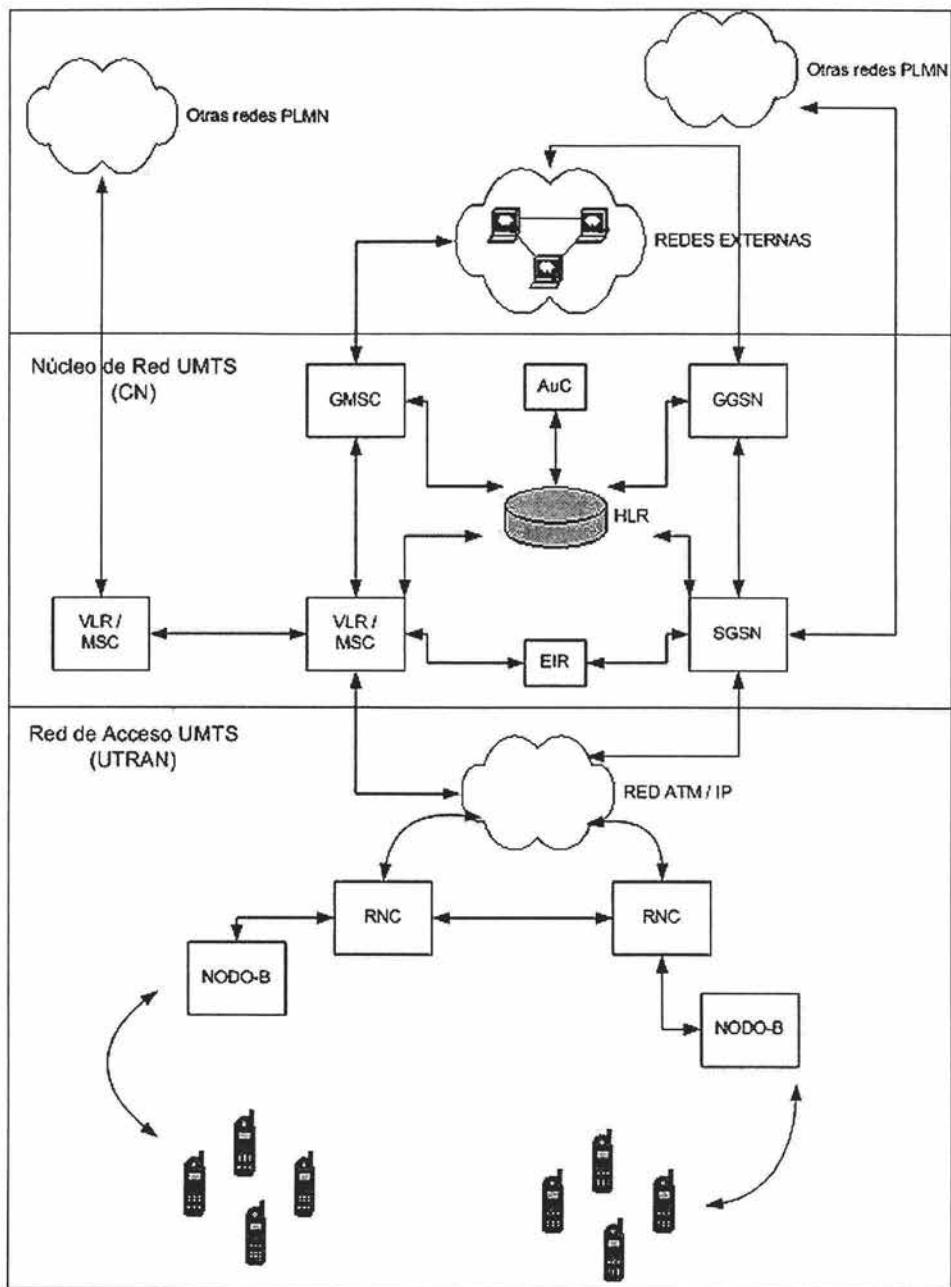 Otras redes PLMN
Otras redes PLMN
REDES EXTERNAS
Núcleo de Red UMTS
(CN)
GMSC
AuC
GGSN
HLR
VLR /
MSC
VLR /
MSC
EIR
SGSN
Red de Acceso UMTS
(UTRAN)
RED ATM / IP
RNC
RNC
NODO-B
NODO-B